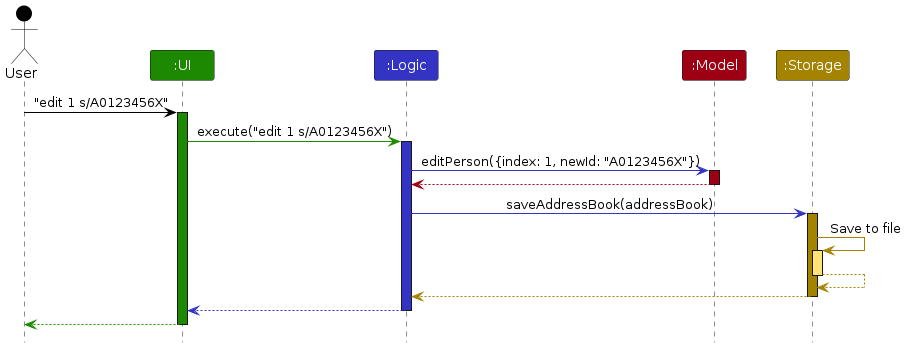 User
:UI
:Logic
:Model
:Storage
"edit 1 s/A0123456X"
execute("edit 1 s/A0123456X")
editPerson({index: 1, newId: "A0123456X"})
saveAddressBook(addressBook)
Save to file